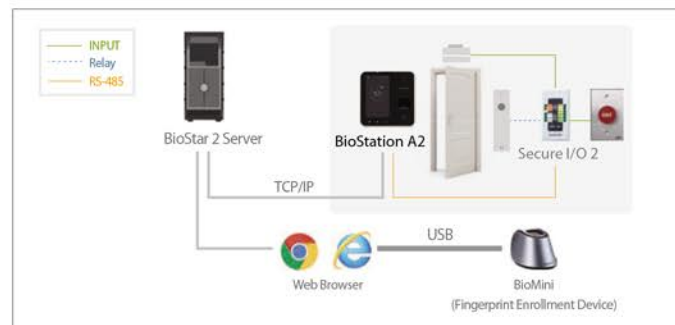 INPUT
Relay
RS-485
BioStar 2 Server
BioStation A2
Secure I/O 2
TCP/IP
USB
Web Browser
BioMini
(Fingerprint Enrollment Device)